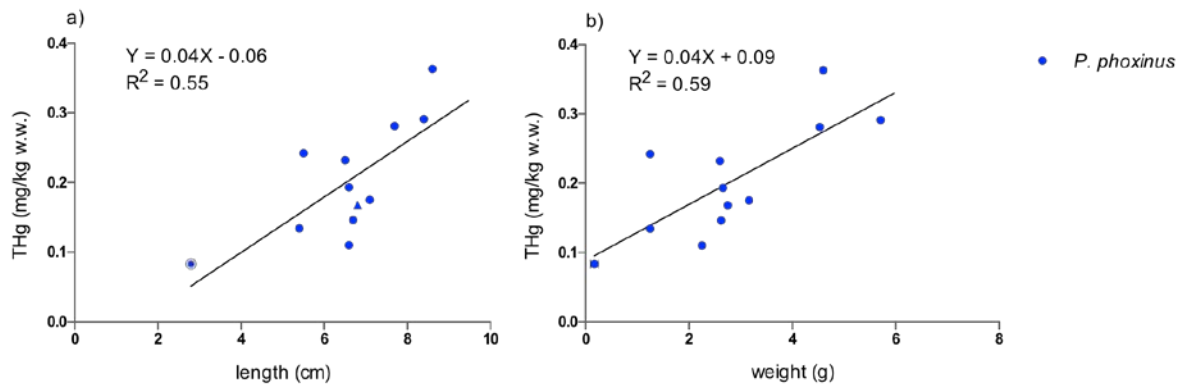 a)
Y = 0.04X - 0.06
R² = 0.55
THg (mg/kg w.w.)
0.4
0.3
0.2
0.1
0.0
0 2 4 6 8 10
length (cm)
b)
Y = 0.04X + 0.09
R² = 0.59
THg (mg/kg w.w.)
0.4
0.3
0.2
0.1
0.0
0 2 4 6 8
weight (g)
P. phoxinus